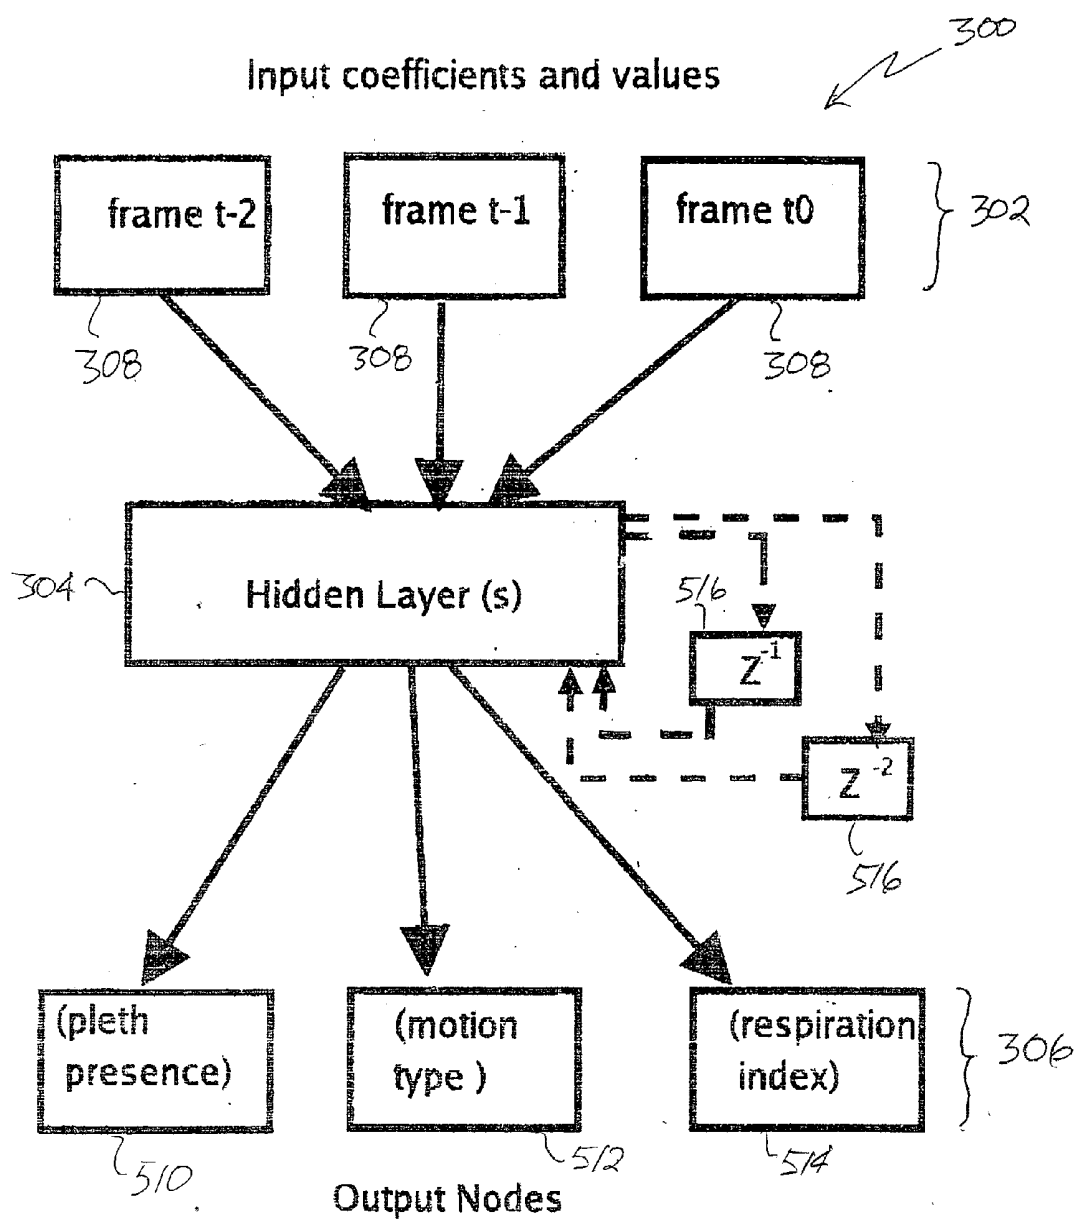 300
Input coefficients and values
frame t-2
frame t-1
frame t0
302
308
308
308
304
Hidden Layer (s)
516
Z-1
Z-2
516
(pleth
presence)
(motion
type )
(respiration
index)
306
510
512
514
Output Nodes